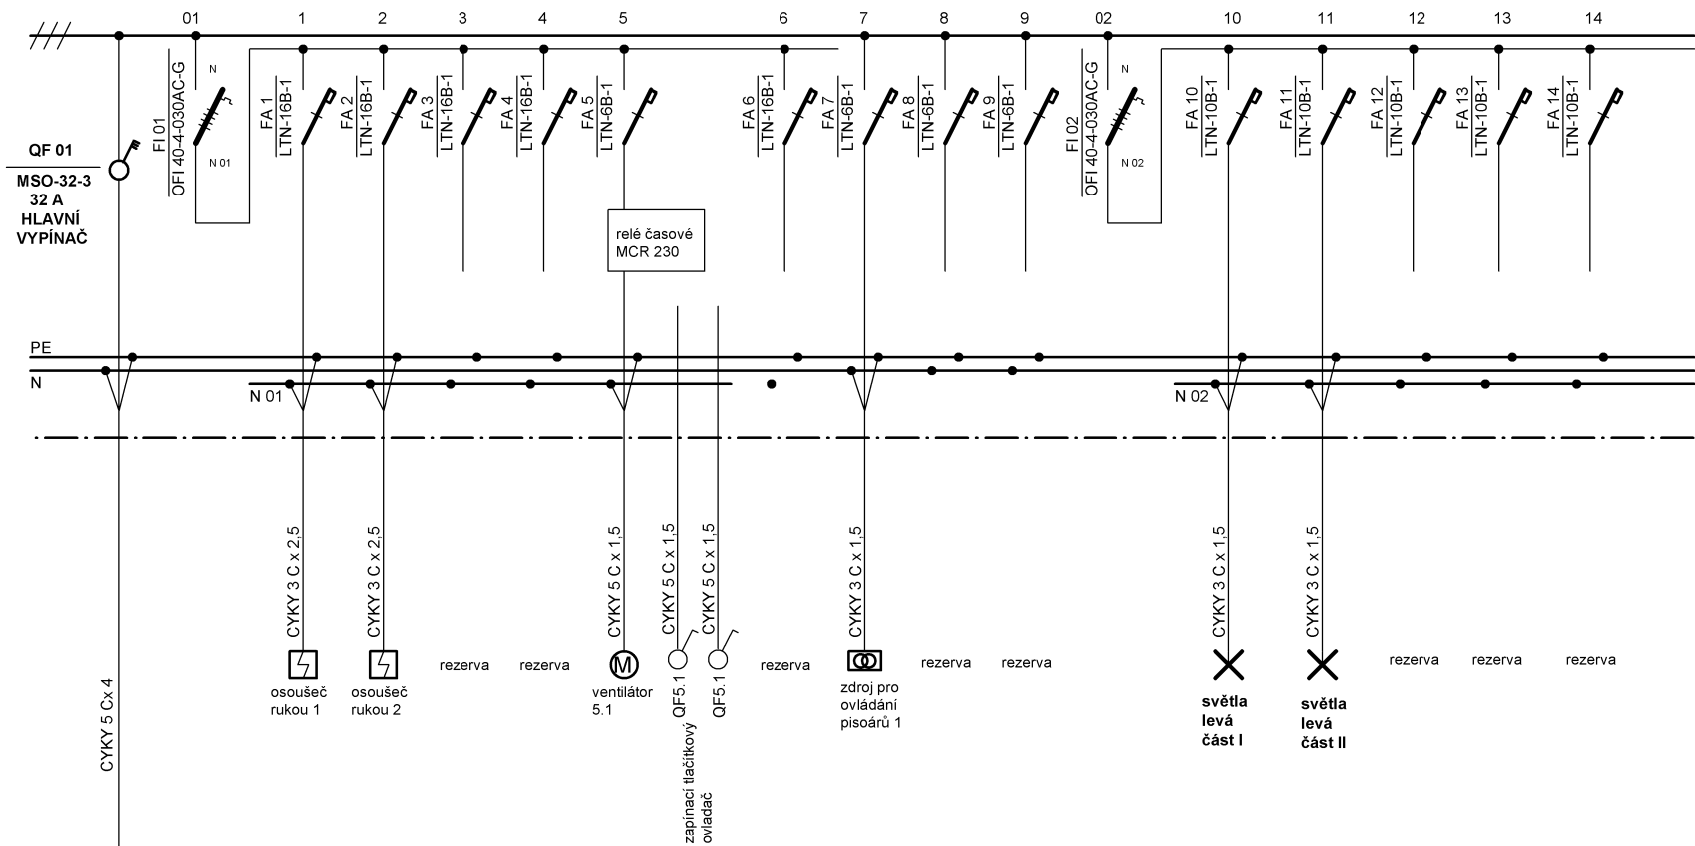 01
1
2
3
4
5
6
7
8
9
02
10
11
12
13
14
QF 01
MSO-32-3
32 A
HLAVNÍ
VYPÍNAČ
FI 01
OFI 40-4-030AC-G
N
N 01
FA 1
LTN-16B-1
FA 2
LTN-16B-1
FA 3
LTN-16B-1
FA 4
LTN-16B-1
FA 5
LTN-6B-1
FA 6
LTN-16B-1
FA 7
LTN-6B-1
FA 8
LTN-6B-1
FA 9
LTN-6B-1
FI 02
OFI 40-4-030AC-G
N
N 02
FA 10
LTN-10B-1
FA 11
LTN-10B-1
FA 12
LTN-10B-1
FA 13
LTN-10B-1
FA 14
LTN-10B-1
relé časové
MCR 230
PE
N
N 01
N 02
CYKY 5 Cx 4
CYKY 3 C x 2,5
CYKY 3 C x 2,5
CYKY 5 C x 1,5
CYKY 5 C x 1,5
CYKY 5 C x 1,5
CYKY 3 C x 1,5
CYKY 3 C x 1,5
CYKY 3 C x 1,5
osoušeč
rukou 1
osoušeč
rukou 2
rezerva
rezerva
M
ventilátor
5.1
QF5.1
QF5.1
zapínací tlačítkový
ovladač
rezerva
zdroj pro
ovládání
pisoárů 1
rezerva
rezerva
světla
levá
část I
světla
levá
část II
rezerva
rezerva
rezerva